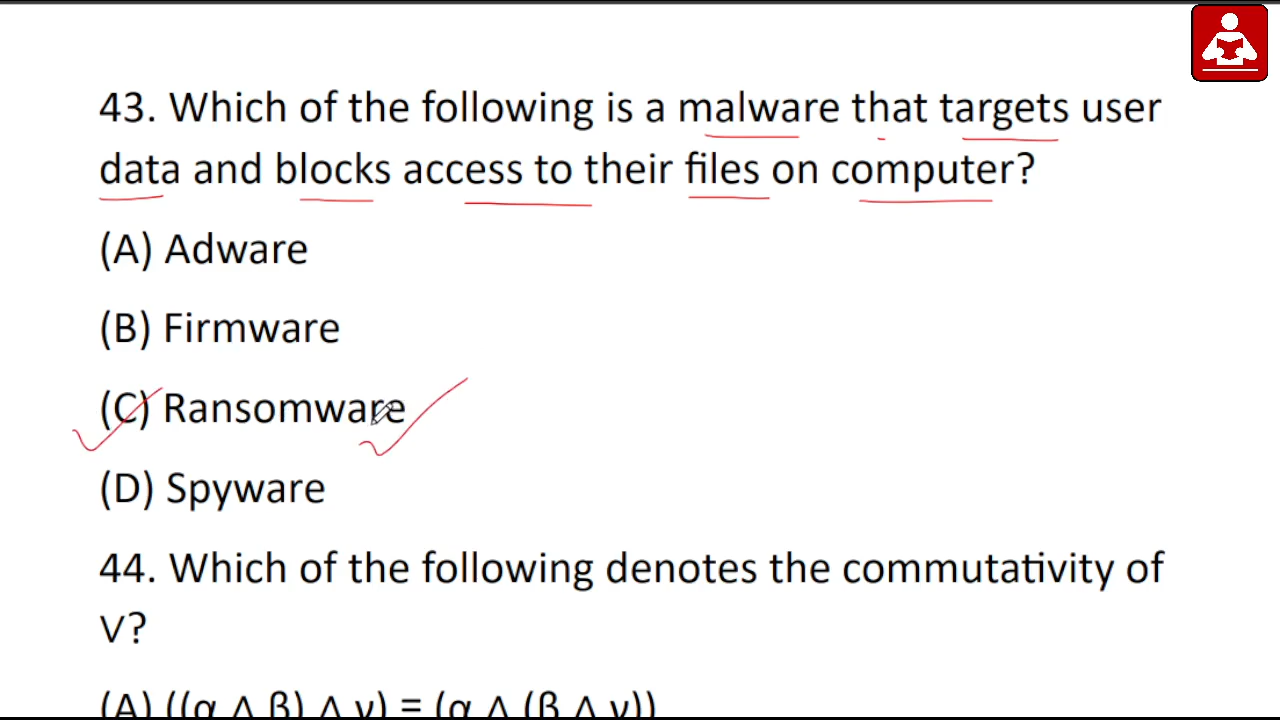 43. Which of the following is a malware that targets user
data and blocks access to their files on computer?
(A) Adware
(B) Firmware
(C) Ransomware
(D) Spyware
44. Which of the following denotes the commutativity of
∨?
(A) ((α ∧ β) ∧ γ) = (α ∧ (β ∧ γ))